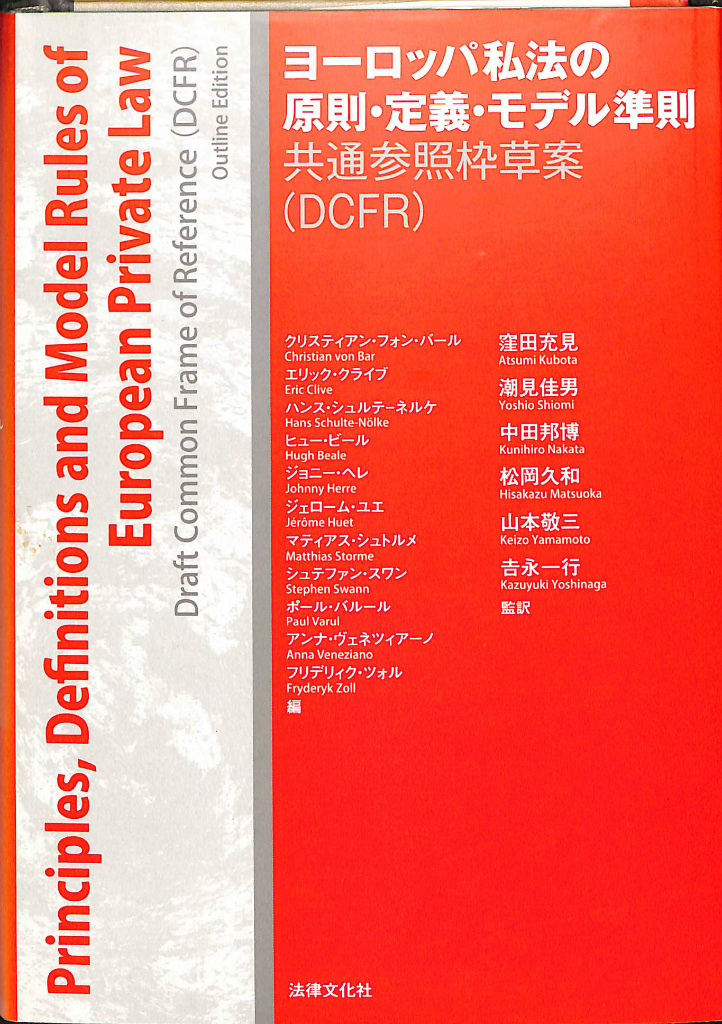 Principles, Definitions and Model Rules of
European Private Law
Draft Common Frame of Reference (DCFR)
Outline Edition
ヨーロッパ私法の
原則・定義・モデル準則
共通参照枠草案
(DCFR)
クリスティアン・フォン・バール
Christian von Bar
エリック・クライブ
Eric Clive
ハンス・シュルテ−ネルケ
Hans Schulte-Nölke
ヒュー・ビール
Hugh Beale
ジョニー・ヘレ
Johnny Herre
ジェローム・ユエ
Jérôme Huet
マティアス・シュトルメ
Matthias Storme
シュテファン・スワン
Stephen Swann
ポール・バルール
Paul Varul
アンナ・ヴェネツィアーノ
Anna Veneziano
フリデリィク・ツォル
Fryderyk Zoll
編
窪田充見
Atsumi Kubota
潮見佳男
Yoshio Shiomi
中田邦博
Kunihiro Nakata
松岡久和
Hisakazu Matsuoka
山本敬三
Keizo Yamamoto
吉永一行
Kazuyuki Yoshinaga
監訳
法律文化社